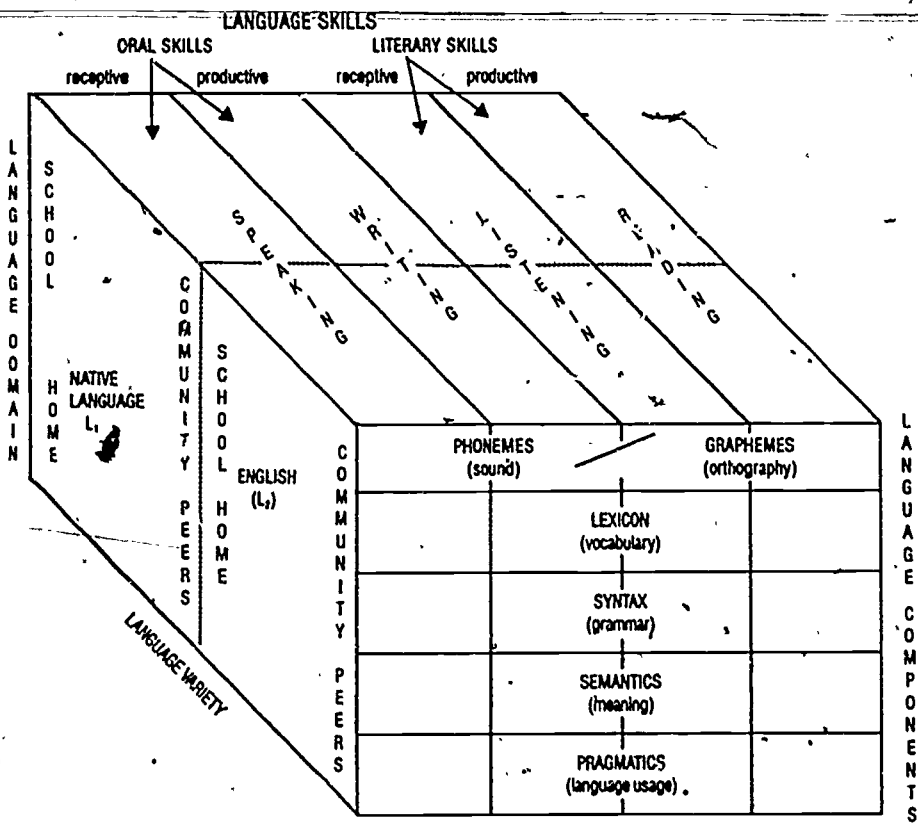 LANGUAGE SKILLS
ORAL SKILLS
LITERARY SKILLS
receptive
productive
receptive
productive
LANGUAGE DOMAIN
SCHOOL
HOME
NATIVE
LANGUAGE
L₁
COMMUNITY PEERS
SPEAKING
WRITING
LISTENING
READING
SCHOOL HOME
ENGLISH
(L₂)
COMMUNITY PEERS
LANGUAGE VARIETY
PHONEMES
(sound)
GRAPHEMES
(orthography)
LEXICON
(vocabulary)
SYNTAX
(grammar)
SEMANTICS
(meaning)
PRAGMATICS
(language usage)
LANGUAGE COMPONENTS